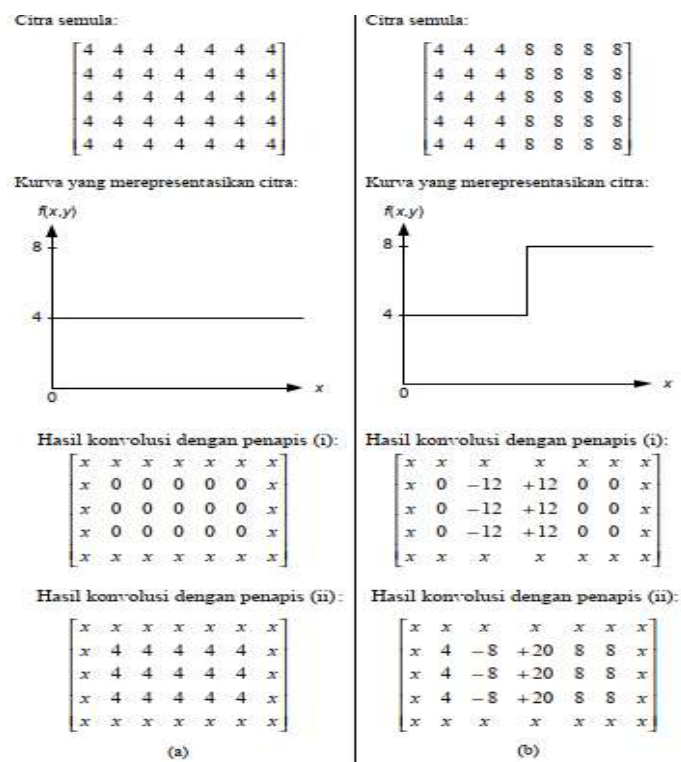 Citra semula:
4 4 4 4 4 4 4
4 4 4 4 4 4 4
4 4 4 4 4 4 4
4 4 4 4 4 4 4
4 4 4 4 4 4 4
Kurva yang merepresentasikan citra:
f(x,y)
8
4
0
x
Hasil konvolusi dengan penapis (i):
x x x x x x x
x 0 0 0 0 0 x
x 0 0 0 0 0 x
x 0 0 0 0 0 x
x x x x x x x
Hasil konvolusi dengan penapis (ii):
x x x x x x x
x 4 4 4 4 4 x
x 4 4 4 4 4 x
x 4 4 4 4 4 x
x x x x x x x
(a)
Citra semula:
4 4 4 8 8 8 8
4 4 4 8 8 8 8
4 4 4 8 8 8 8
4 4 4 8 8 8 8
4 4 4 8 8 8 8
Kurva yang merepresentasikan citra:
f(x,y)
8
4
0
x
Hasil konvolusi dengan penapis (i):
x x x x x x x
x 0 −12 +12 0 0 x
x 0 −12 +12 0 0 x
x 0 −12 +12 0 0 x
x x x x x x x
Hasil konvolusi dengan penapis (ii):
x x x x x x x
x 4 −8 +20 8 8 x
x 4 −8 +20 8 8 x
x 4 −8 +20 8 8 x
x x x x x x x
(b)